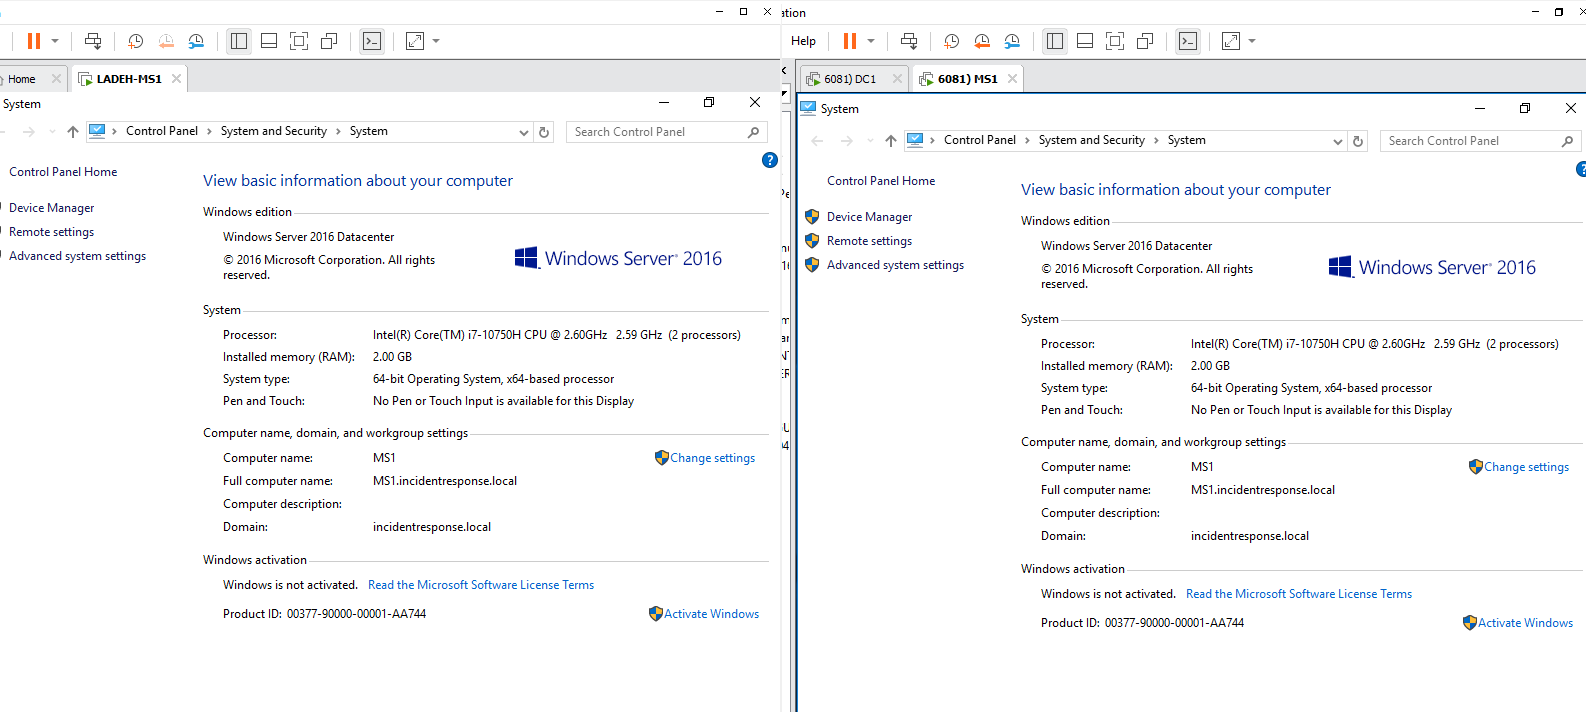 Home
LADEH-MS1
System
Control Panel
System and Security
System
Search Control Panel
?
Control Panel Home
Device Manager
Remote settings
Advanced system settings
View basic information about your computer
Windows edition
Windows Server 2016 Datacenter
© 2016 Microsoft Corporation. All rights
reserved.
Windows Server® 2016
System
Processor: Intel(R) Core(TM) i7-10750H CPU @ 2.60GHz 2.59 GHz (2 processors)
Installed memory (RAM): 2.00 GB
System type: 64-bit Operating System, x64-based processor
Pen and Touch: No Pen or Touch Input is available for this Display
Computer name, domain, and workgroup settings
Computer name: MS1
Change settings
Full computer name: MS1.incidentresponse.local
Computer description:
Domain: incidentresponse.local
Windows activation
Windows is not activated. Read the Microsoft Software License Terms
Product ID: 00377-90000-00001-AA744
Activate Windows
ation
Help
6081) DC1
6081) MS1
System
Control Panel
System and Security
System
Search Control Panel
?
Control Panel Home
Device Manager
Remote settings
Advanced system settings
View basic information about your computer
Windows edition
Windows Server 2016 Datacenter
© 2016 Microsoft Corporation. All rights
reserved.
Windows Server® 2016
System
Processor: Intel(R) Core(TM) i7-10750H CPU @ 2.60GHz 2.59 GHz (2 processors)
Installed memory (RAM): 2.00 GB
System type: 64-bit Operating System, x64-based processor
Pen and Touch: No Pen or Touch Input is available for this Display
Computer name, domain, and workgroup settings
Computer name: MS1
Change settings
Full computer name: MS1.incidentresponse.local
Computer description:
Domain: incidentresponse.local
Windows activation
Windows is not activated. Read the Microsoft Software License Terms
Product ID: 00377-90000-00001-AA744
Activate Windows